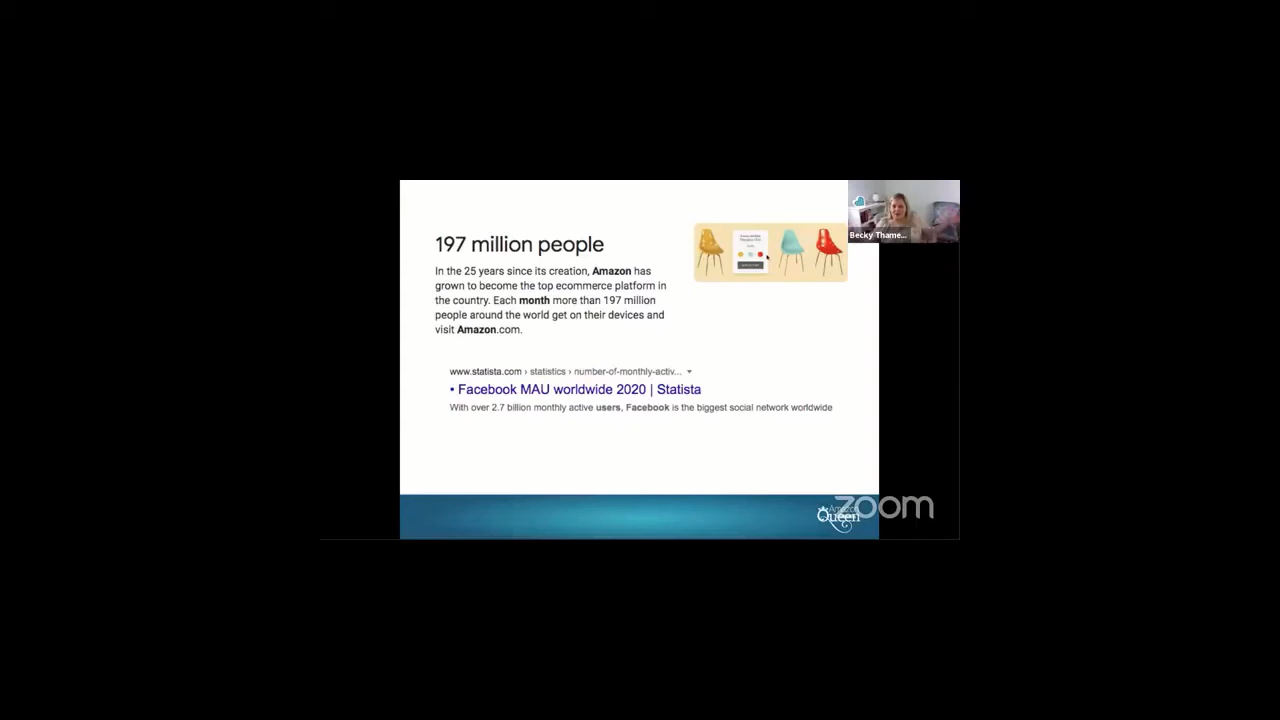 197 million people
In the 25 years since its creation, Amazon has
grown to become the top ecommerce platform in
the country. Each month more than 197 million
people around the world get on their devices and
visit Amazon.com.
Becky Thame...
www.statista.com › statistics › number-of-monthly-activ...
• Facebook MAU worldwide 2020 | Statista
With over 2.7 billion monthly active users, Facebook is the biggest social network worldwide
zoom
Amazon
Queen